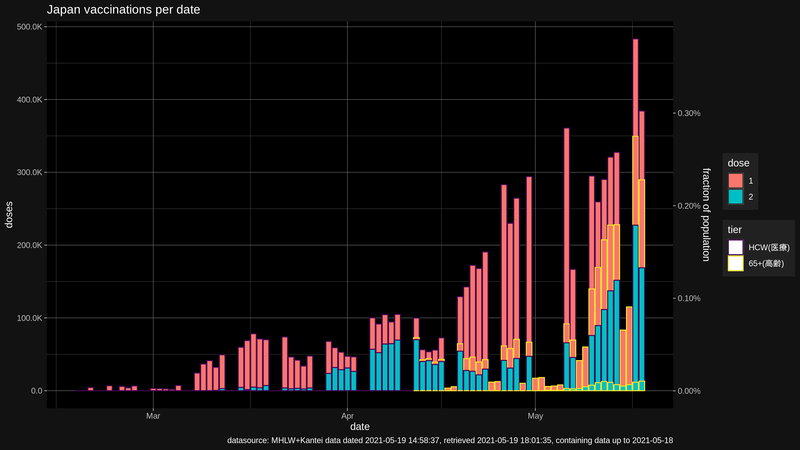 Japan vaccinations per date
500.0K
400.0K
300.0K
200.0K
100.0K
0.0
doses
0.30%
0.20%
0.10%
0.00%
fraction of population
Mar
Apr
May
date
dose
1
2
tier
HCW(医療)
65+(高齢)
datasource: MHLW+Kantei data dated 2021-05-19 14:58:37, retrieved 2021-05-19 18:01:35, containing data up to 2021-05-18